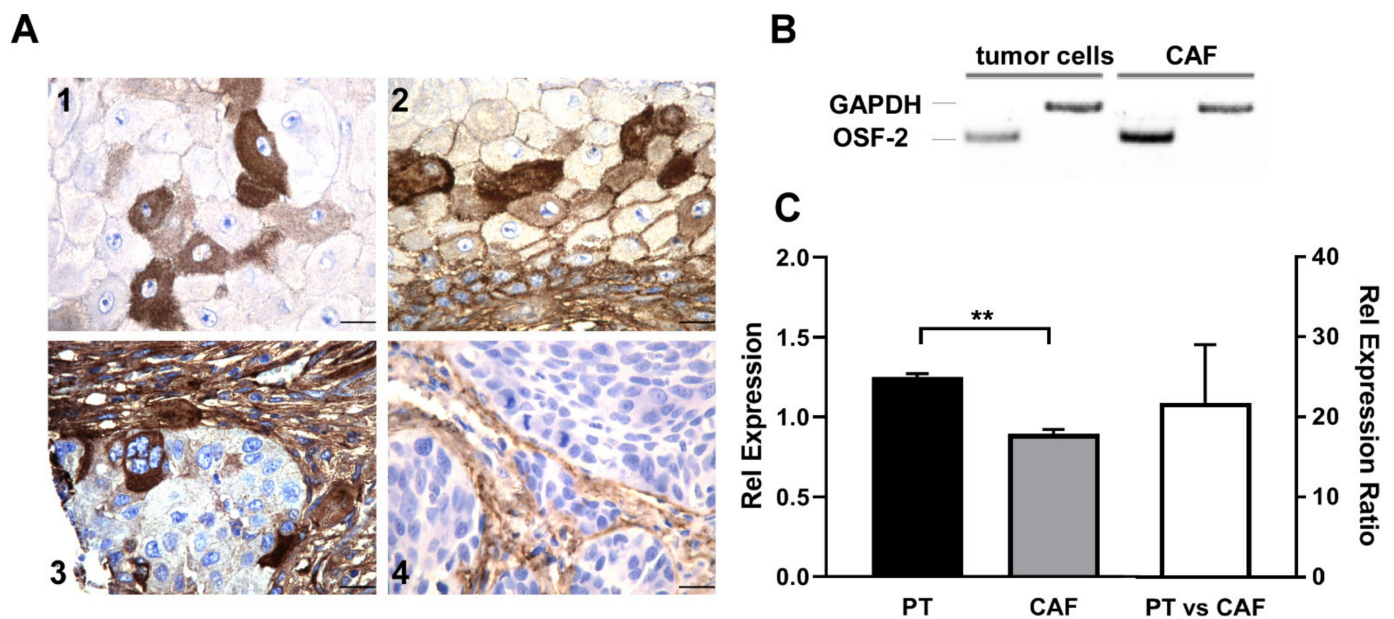 A
B
1
2
3
4
tumor cells CAF
GAPDH
OSF-2
C
Rel Expression
2.0
1.5
1.0
0.5
0.0
**
40
30
20
10
0
Rel Expression Ratio
PT CAF PT vs CAF